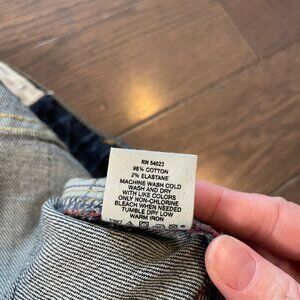 RN 54023
98% COTTON
2% ELASTANE
MACHINE WASH COLD
WASH AND DRY
WITH LIKE COLORS
ONLY NON-CHLORINE
BLEACH WHEN NEEDED
TUMBLE DRY LOW
WARM IRON